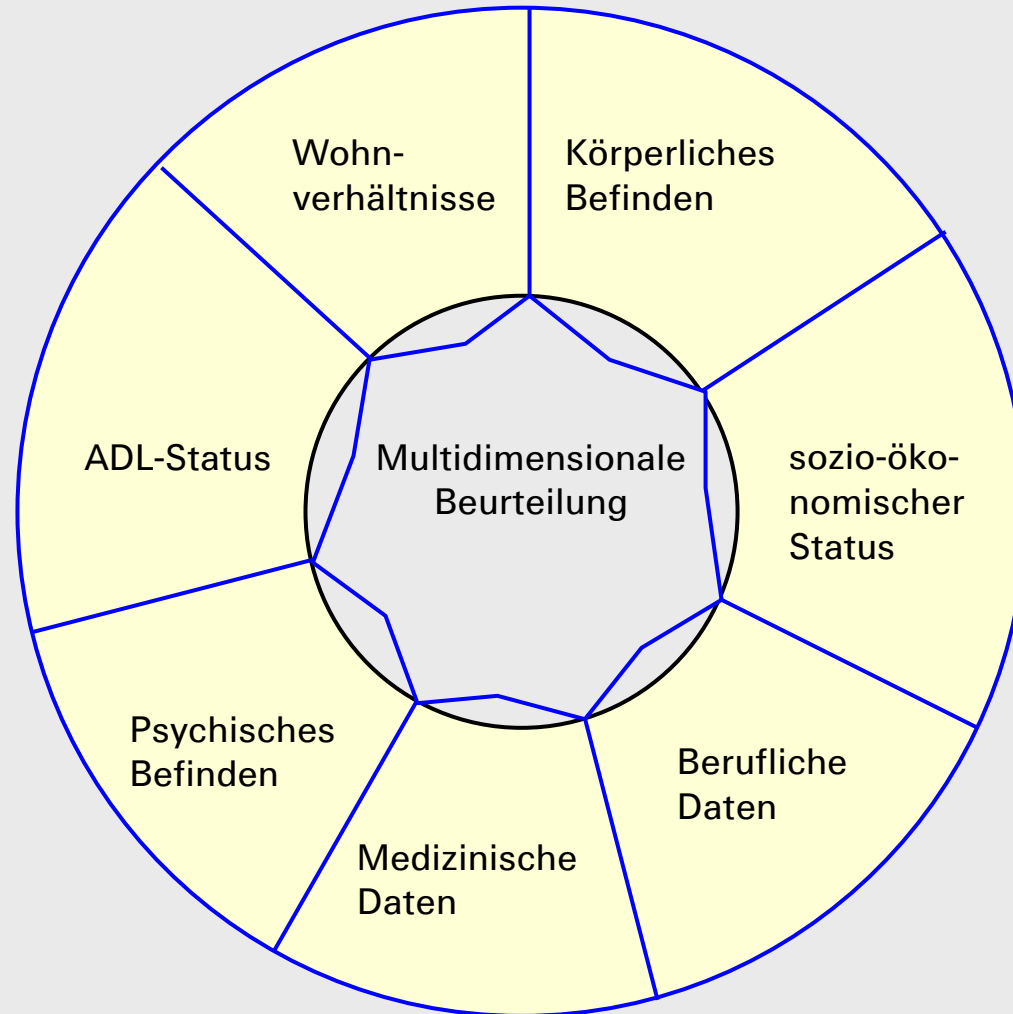 Wohn-
verhältnisse
Körperliches
Befinden
ADL-Status
Multidimensionale
Beurteilung
sozio-öko-
nomischer
Status
Psychisches
Befinden
Berufliche
Daten
Medizinische
Daten